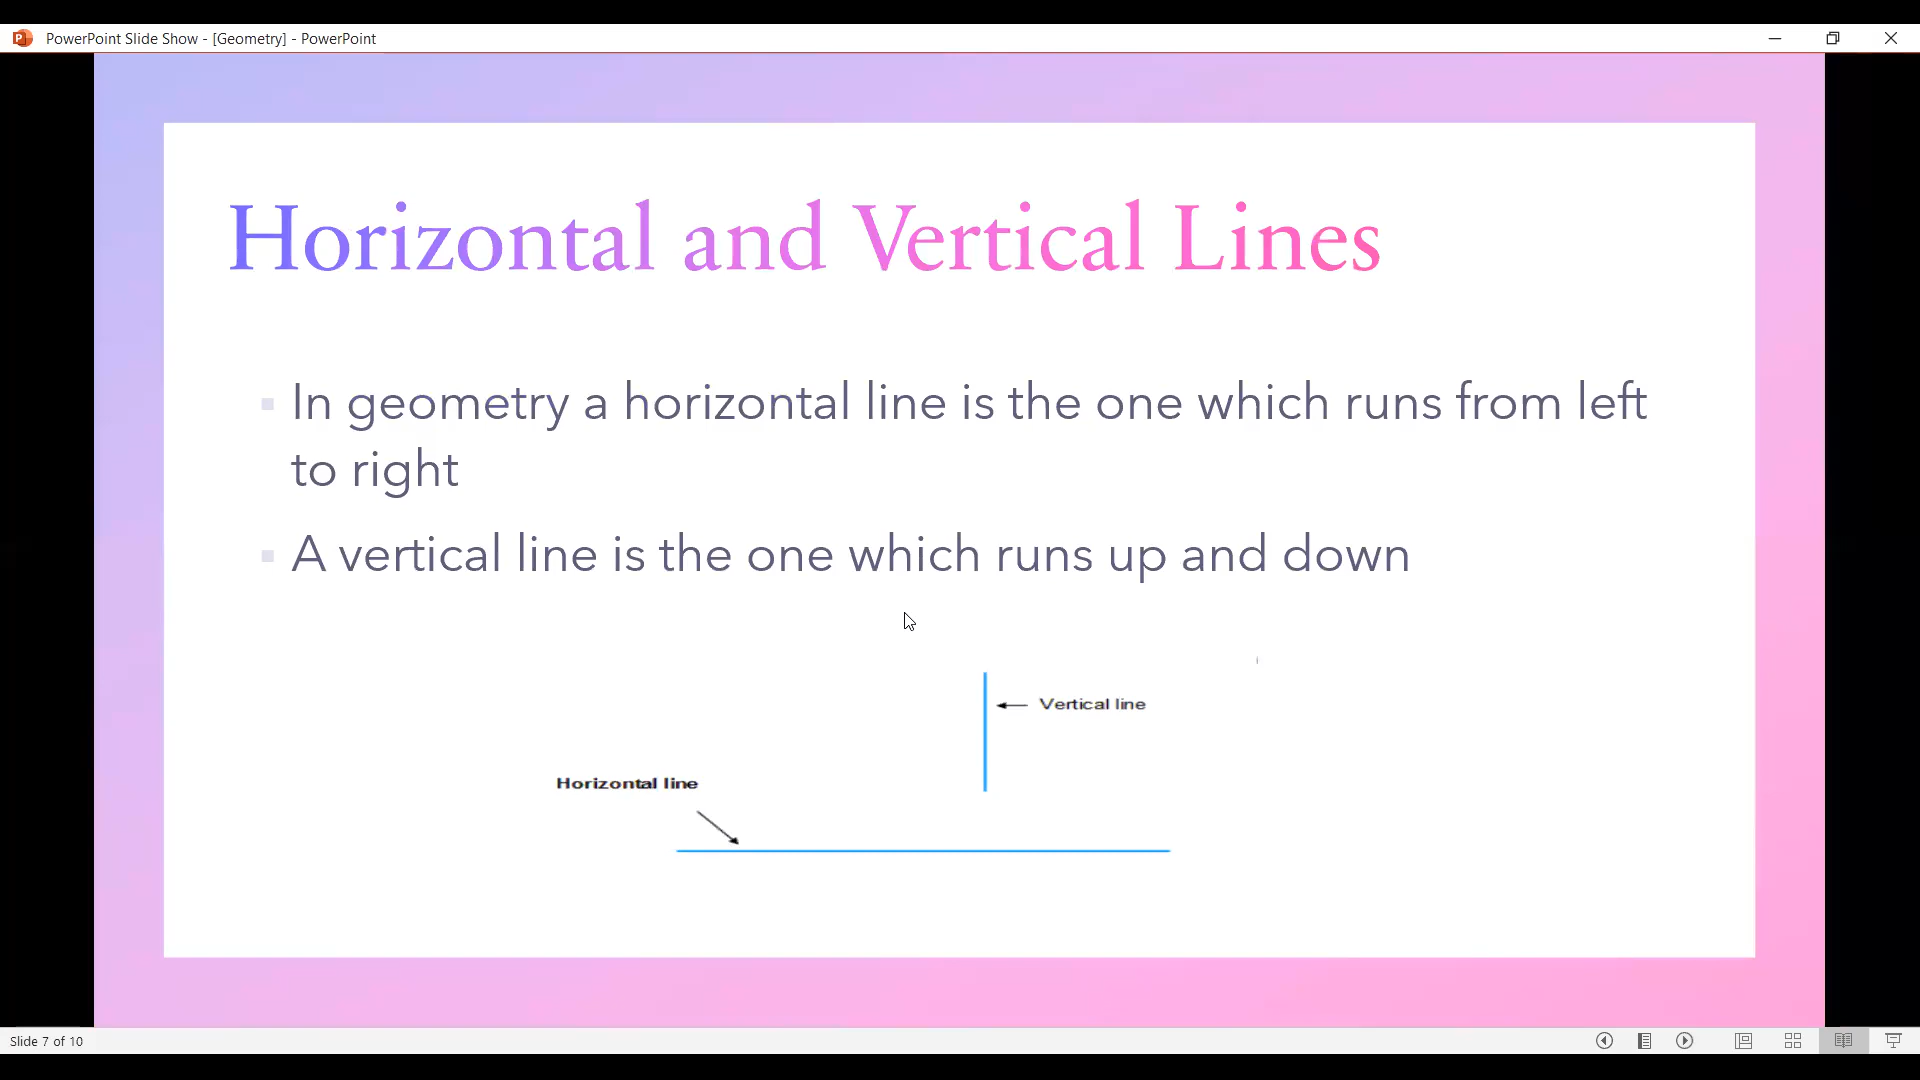 PowerPoint Slide Show - [Geometry] - PowerPoint
Horizontal and Vertical Lines
In geometry a horizontal line is the one which runs from left
to right
A vertical line is the one which runs up and down
Vertical line
Horizontal line
Slide 7 of 10